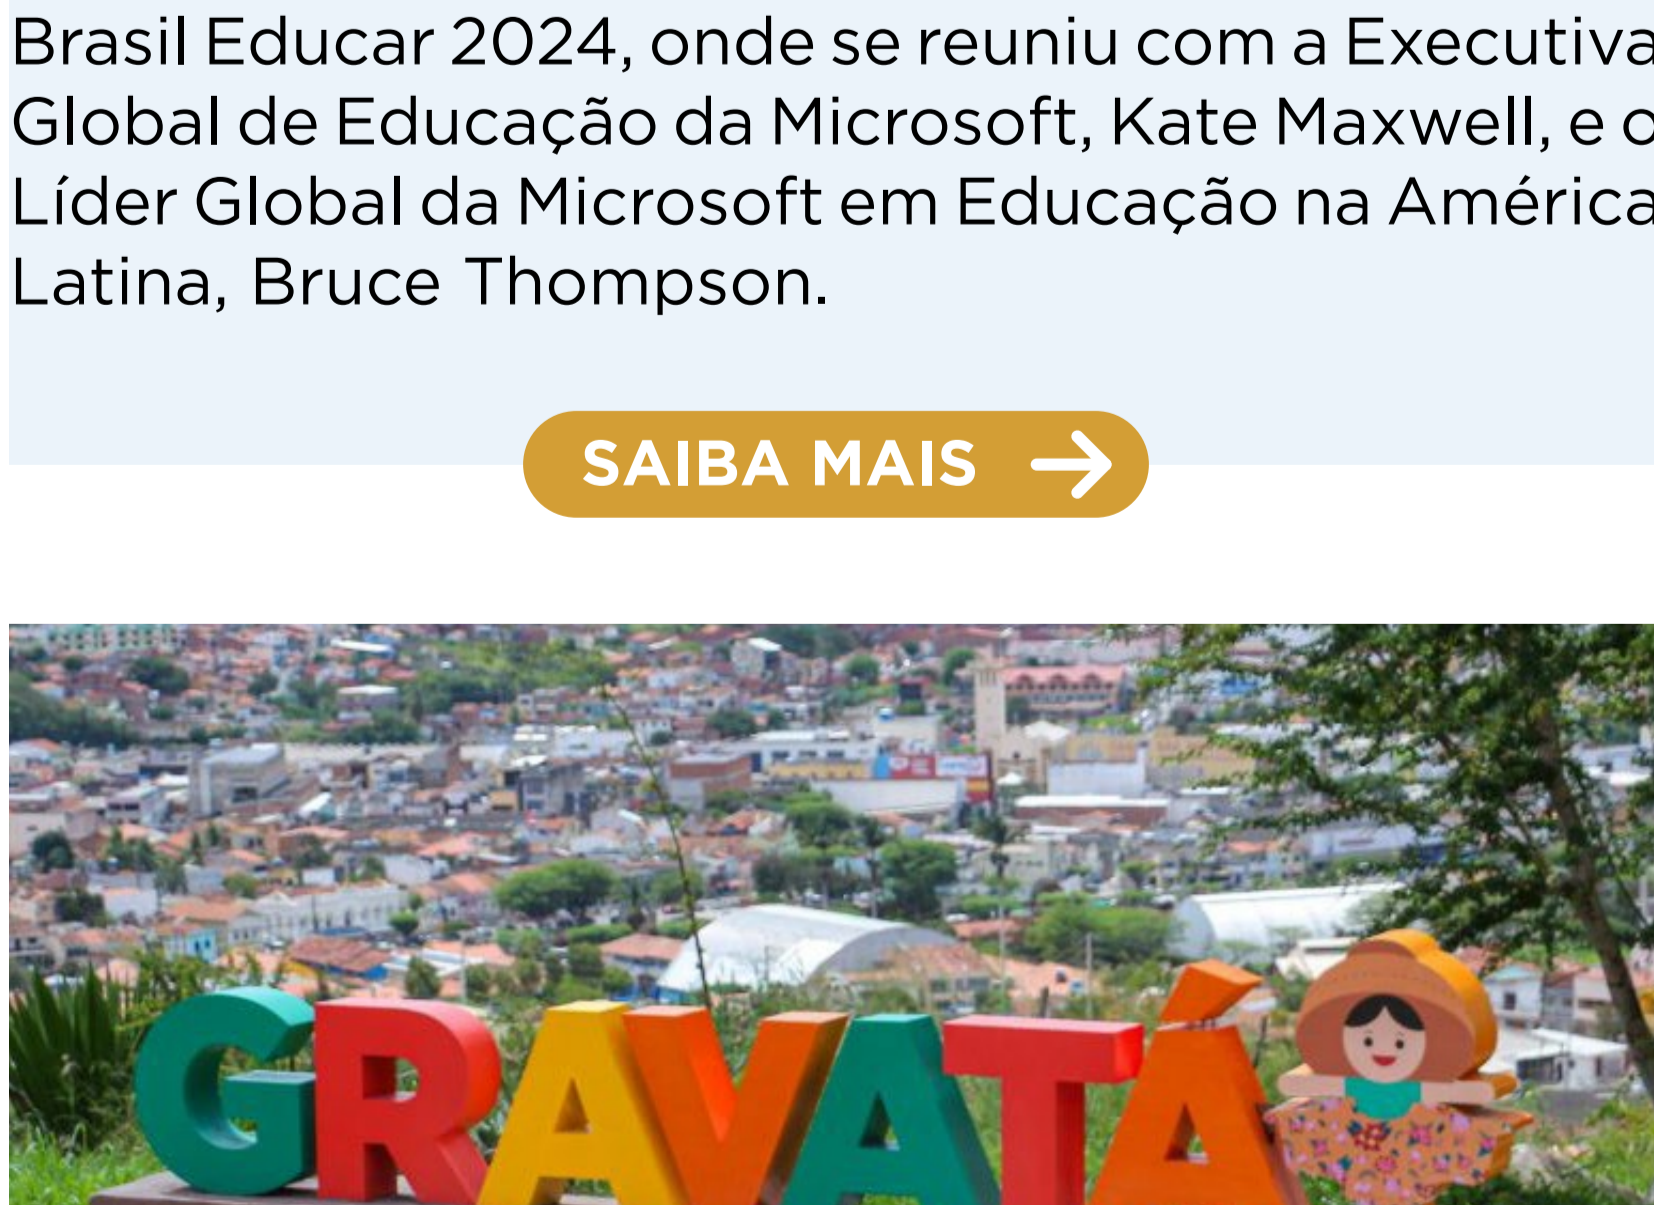 Brasil Educar 2024, onde se reuniu com a Executiva
Global de Educação da Microsoft, Kate Maxwell, e o
Líder Global da Microsoft em Educação na América
Latina, Bruce Thompson.
SAIBA MAIS
GRAVATÁ